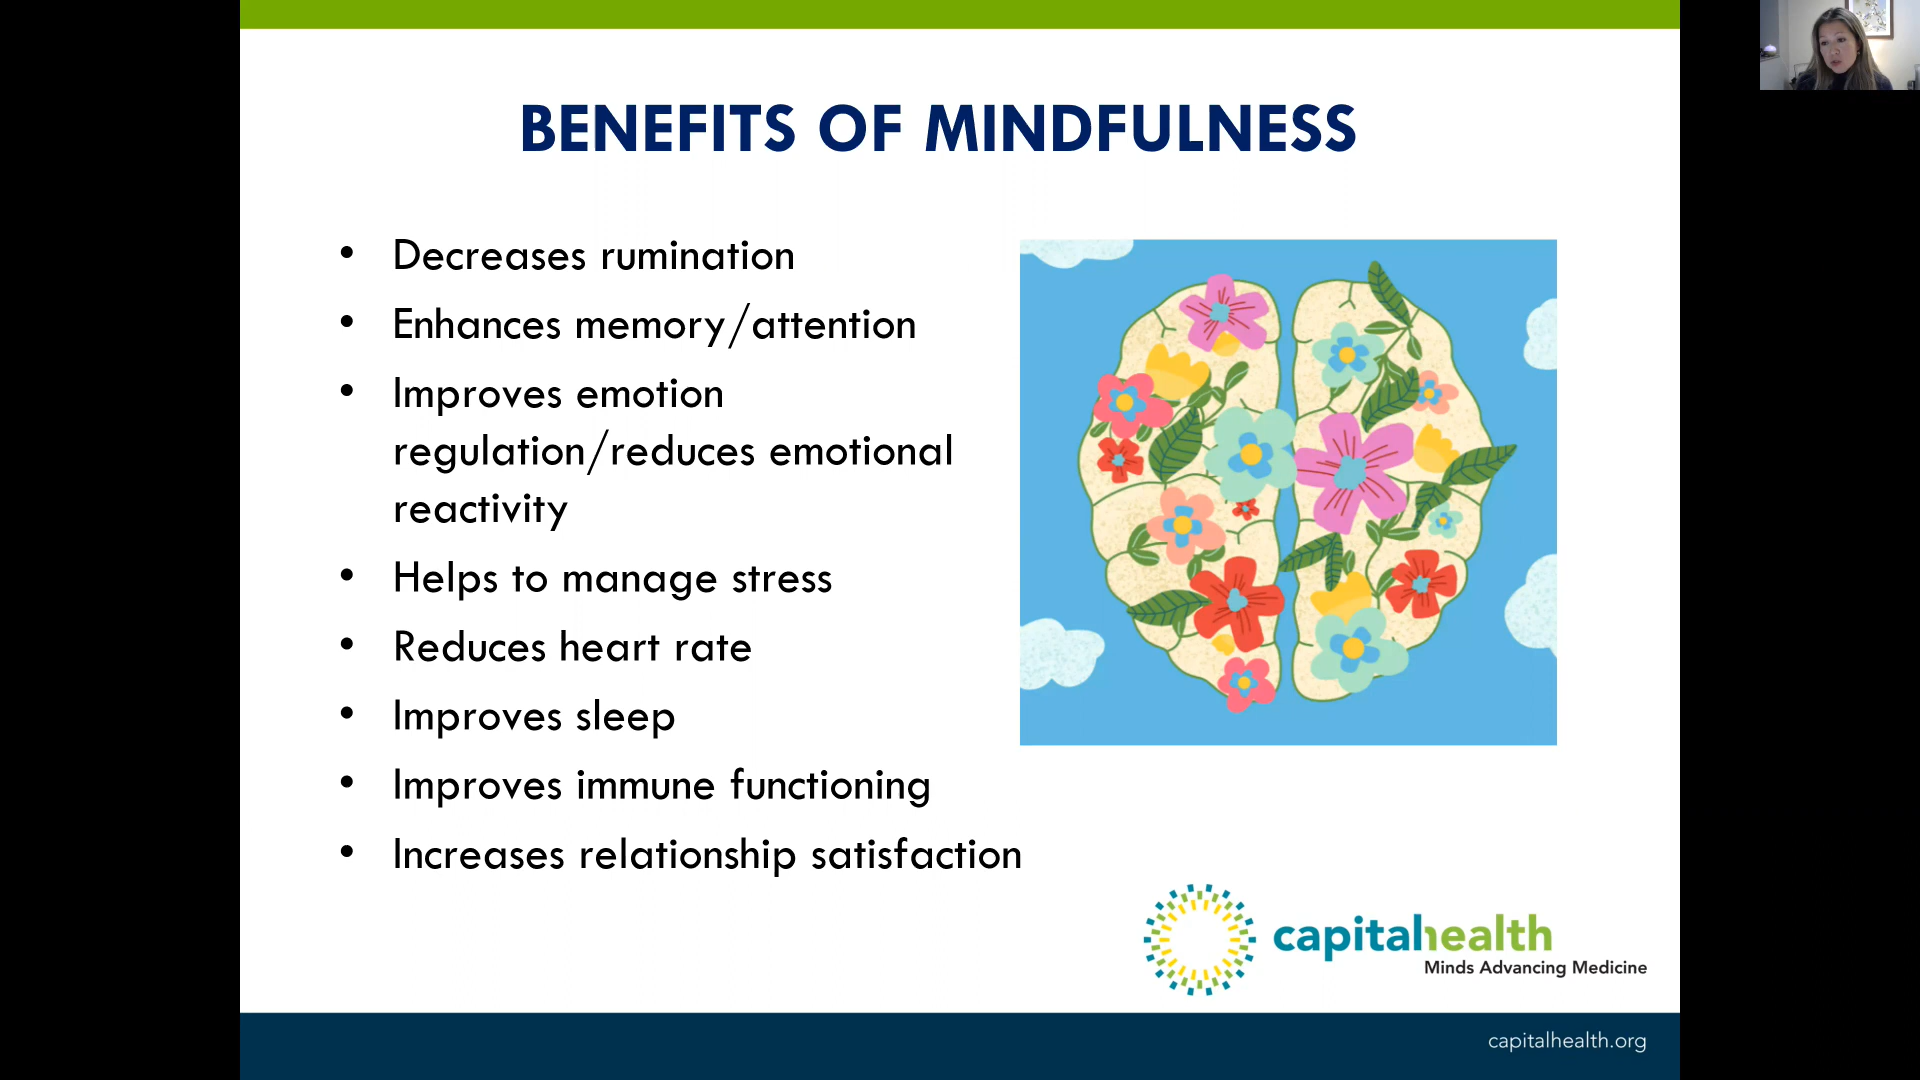 BENEFITS OF MINDFULNESS
• Decreases rumination
• Enhances memory/attention
• Improves emotion
regulation/reduces emotional
reactivity
• Helps to manage stress
• Reduces heart rate
• Improves sleep
• Improves immune functioning
• Increases relationship satisfaction
capitalhealth
Minds Advancing Medicine
capitalhealth.org